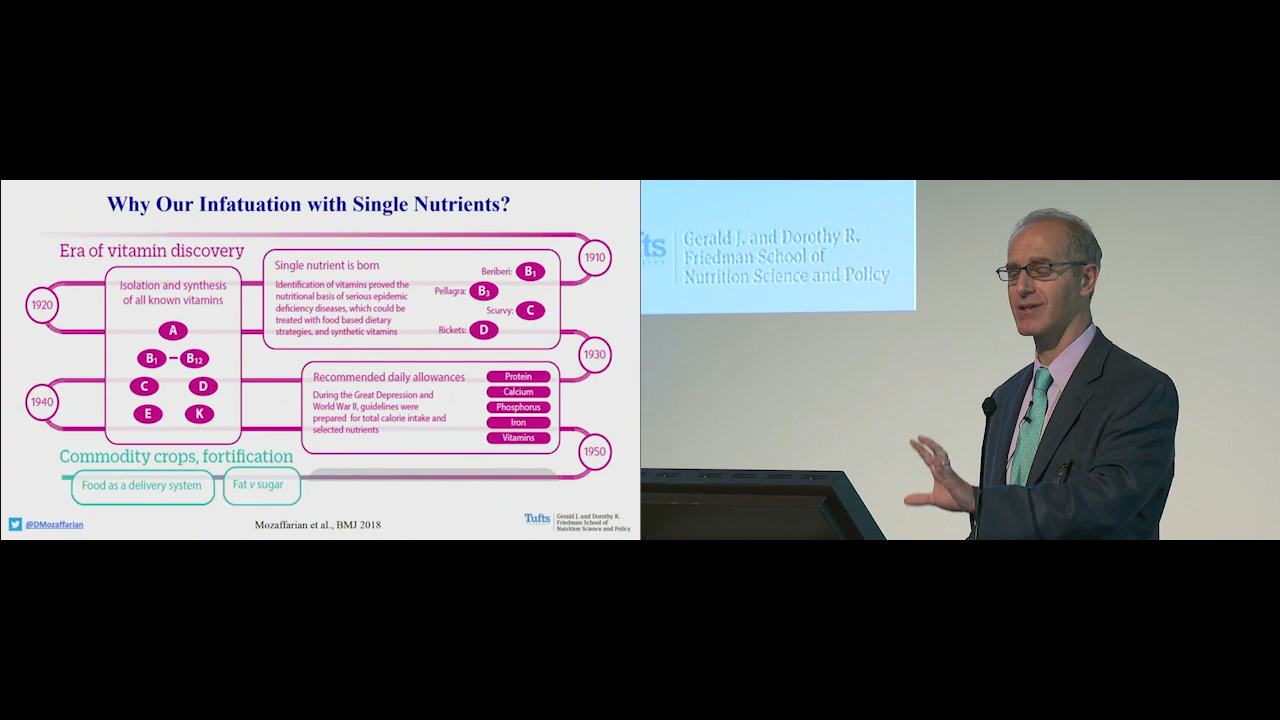 Why Our Infatuation with Single Nutrients?
Era of vitamin discovery
1910
Single nutrient is born
Identification of vitamins proved the
nutritional basis of serious epidemic
deficiency diseases, which could be
treated with food based dietary
strategies, and synthetic vitamins
Beriberi: B1
Pellagra: B3
Scurvy: C
Rickets: D
1920
Isolation and synthesis
of all known vitamins
A
B1 – B12
C D
E K
1930
Recommended daily allowances
During the Great Depression and
World War II, guidelines were
prepared for total calorie intake and
selected nutrients
Protein
Calcium
Phosphorus
Iron
Vitamins
1940
1950
Commodity crops, fortification
Food as a delivery system
Fat v sugar
@DMozaffarian
Mozaffarian et al., BMJ 2018
Tufts
Gerald J. and Dorothy R.
Friedman School of
Nutrition Science and Policy
fts
Gerald J. and Dorothy R.
Friedman School of
Nutrition Science and Policy